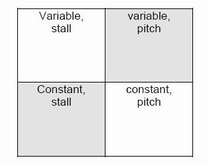 Variable,
stall
variable,
pitch
Constant,
stall
constant,
pitch